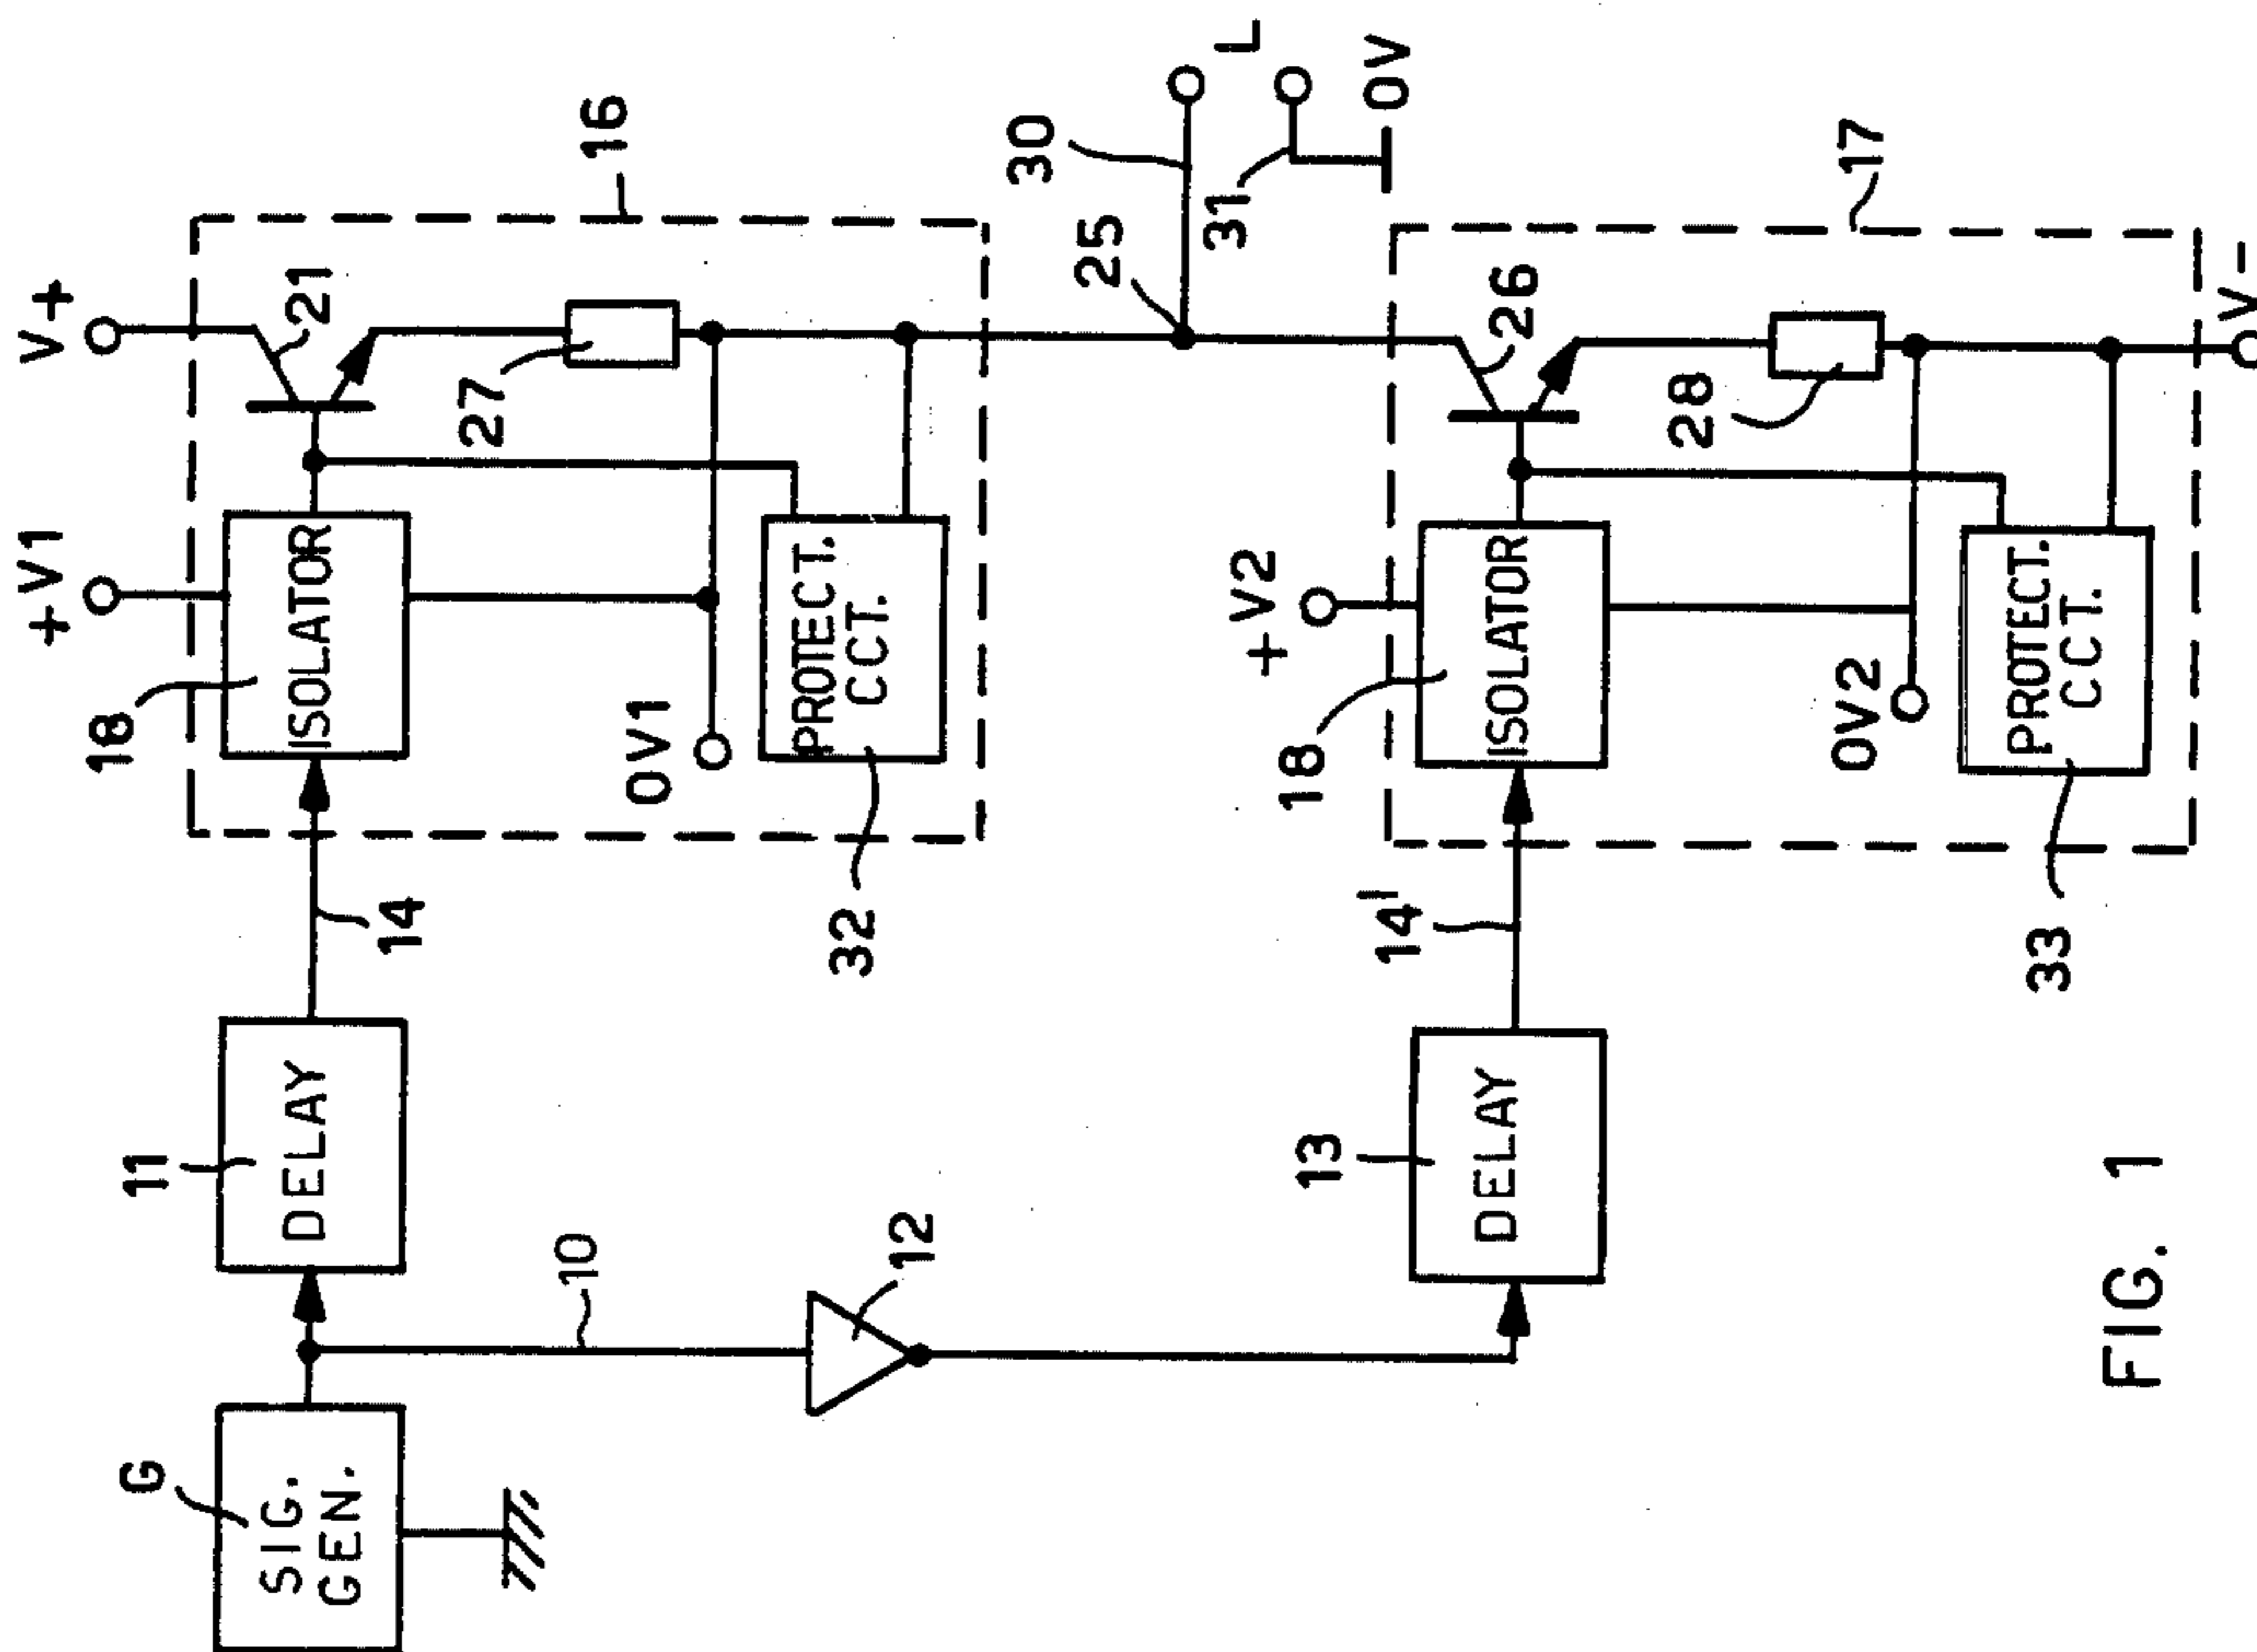 V+
+V1
16
21
18
ISOLATOR
27
0V1
PROTECT.
CCT.
32
14
11
DELAY
G
SIG.
GEN.
10
12
30
L
31
0V
25
17
26
+V2
18
ISOLATOR
28
0V2
PROTECT.
CCT.
33
V-
14'
13
DELAY
FIG. 1